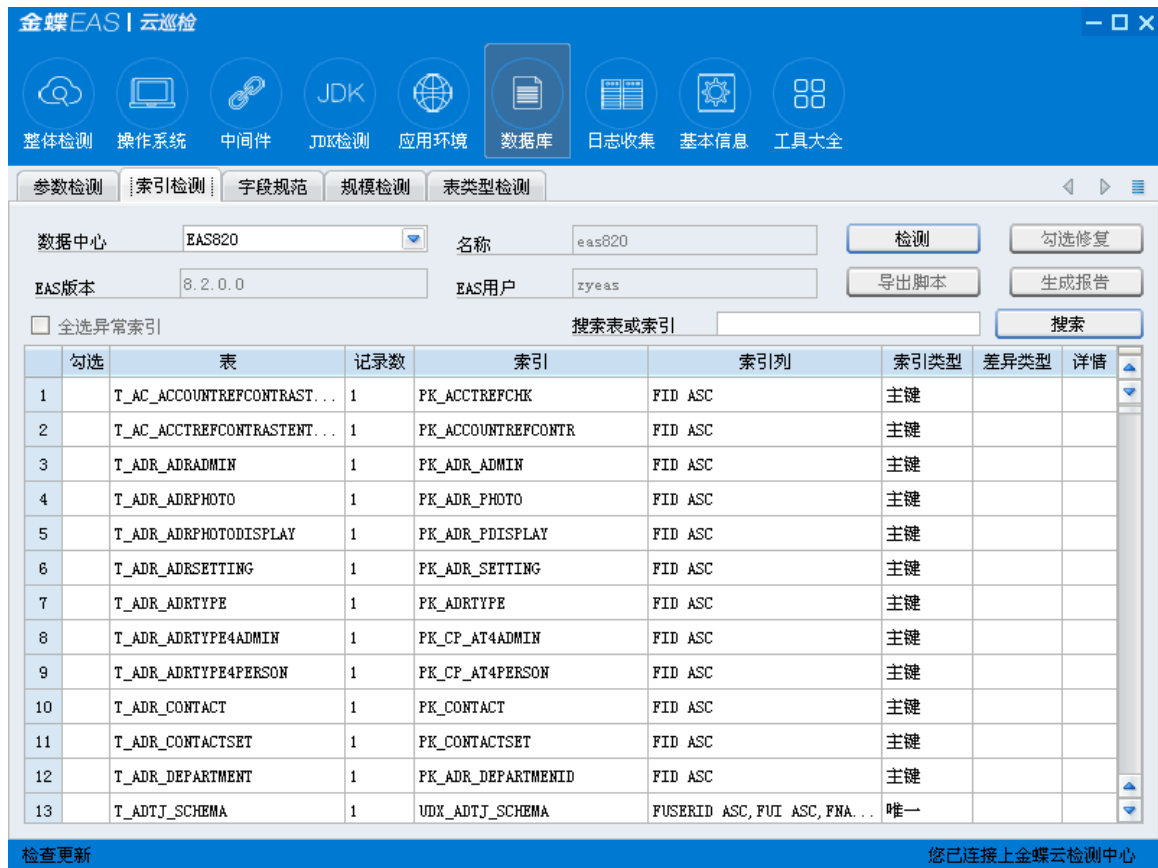 金蝶EAS | 云巡检
JDK
整体检测 操作系统 中间件 JDK检测 应用环境 数据库 日志收集 基本信息 工具大全
参数检测 索引检测 字段规范 规模检测 表类型检测
数据中心 EAS820 名称 eas820 检测 勾选修复
EAS版本 8.2.0.0 EAS用户 zyeas 导出脚本 生成报告
全选异常索引 搜索表或索引 搜索
勾选 表 记录数 索引 索引列 索引类型 差异类型 详情
1 T_AC_ACCOUNTREFCONTRAST... 1 PK_ACCTREFCHK FID ASC 主键
2 T_AC_ACCTREFCONTRASTENT... 1 PK_ACCOUNTREFCONTR FID ASC 主键
3 T_ADR_ADRADMIN 1 PK_ADR_ADMIN FID ASC 主键
4 T_ADR_ADRPHOTO 1 PK_ADR_PHOTO FID ASC 主键
5 T_ADR_ADRPHOTODISPLAY 1 PK_ADR_PDISPLAY FID ASC 主键
6 T_ADR_ADRSETTING 1 PK_ADR_SETTING FID ASC 主键
7 T_ADR_ADRTYPE 1 PK_ADRTYPE FID ASC 主键
8 T_ADR_ADRTYPE4ADMIN 1 PK_CP_AT4ADMIN FID ASC 主键
9 T_ADR_ADRTYPE4PERSON 1 PK_CP_AT4PERSON FID ASC 主键
10 T_ADR_CONTACT 1 PK_CONTACT FID ASC 主键
11 T_ADR_CONTACTSET 1 PK_CONTACTSET FID ASC 主键
12 T_ADR_DEPARTMENT 1 PK_ADR_DEPARTMENID FID ASC 主键
13 T_ADTJ_SCHEMA 1 UDX_ADTJ_SCHEMA FUSERID ASC,FUI ASC,FNA... 唯一
检查更新 您已连接上金蝶云检测中心